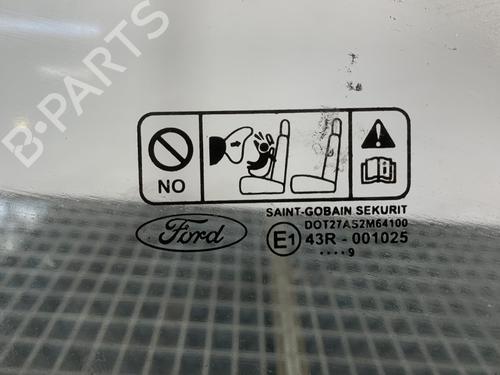 B-PARTS
NO
SAINT-GOBAIN SEKURIT
Ford
DOT27AS2M64100
E1 43R - 001025
....9